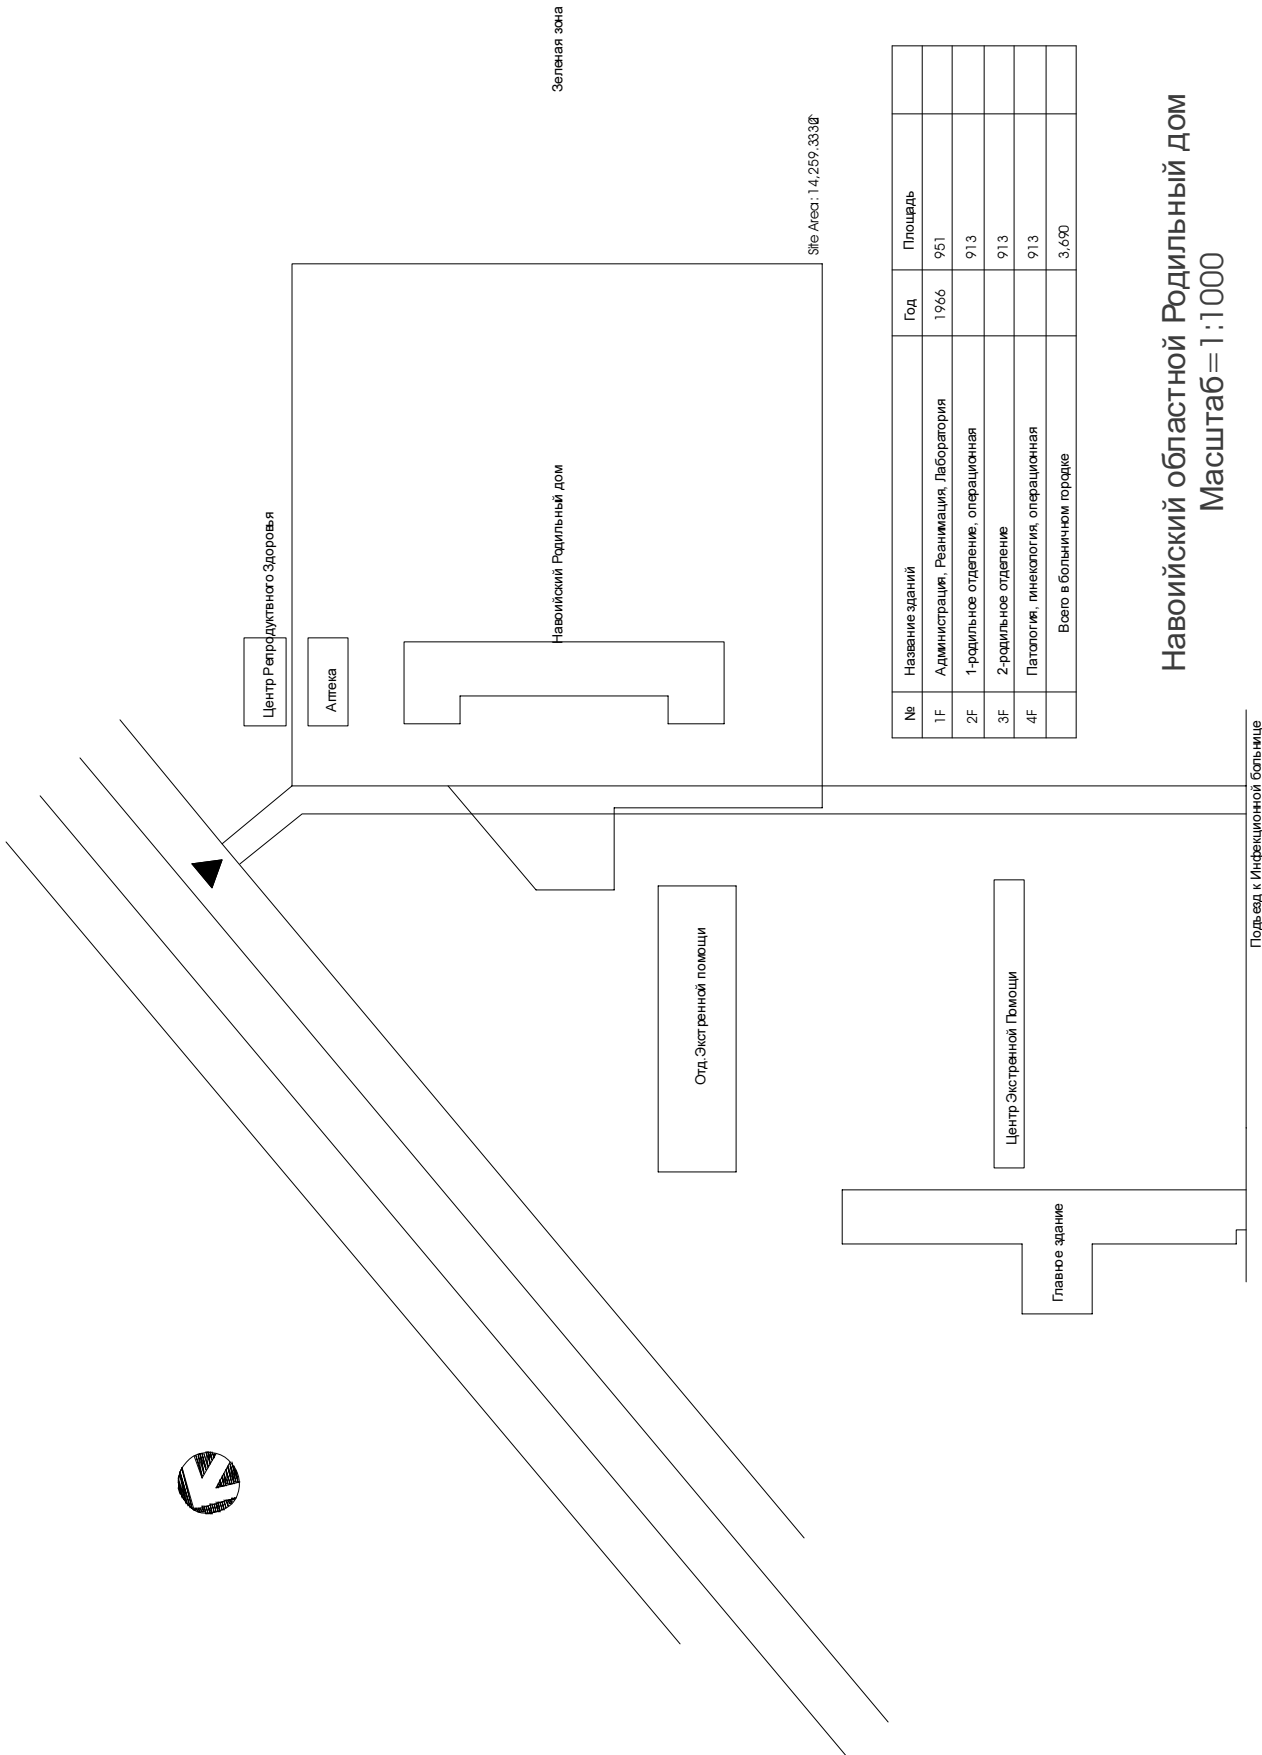 Зеленая зона
Site Area: 14,259.333㎡
Центр Репродуктвного Здоровья
Аптека
Навоийский Родильный дом
Отд.Экстренной помощи
Центр Экстренной Помощи
Главное здание
Подьезд к Инфекционной больнице
№ Название зданий Год Площадь
1F Администрация, Реанимация, Лаборатория 1966 951
2F 1-родильное отделение, операционная 913
3F 2-родильное отделение 913
4F Патология, гинекология, операционная 913
Всего в больничном городке 3,690
Навоийский областной Родильный дом
Масштаб=1:1000